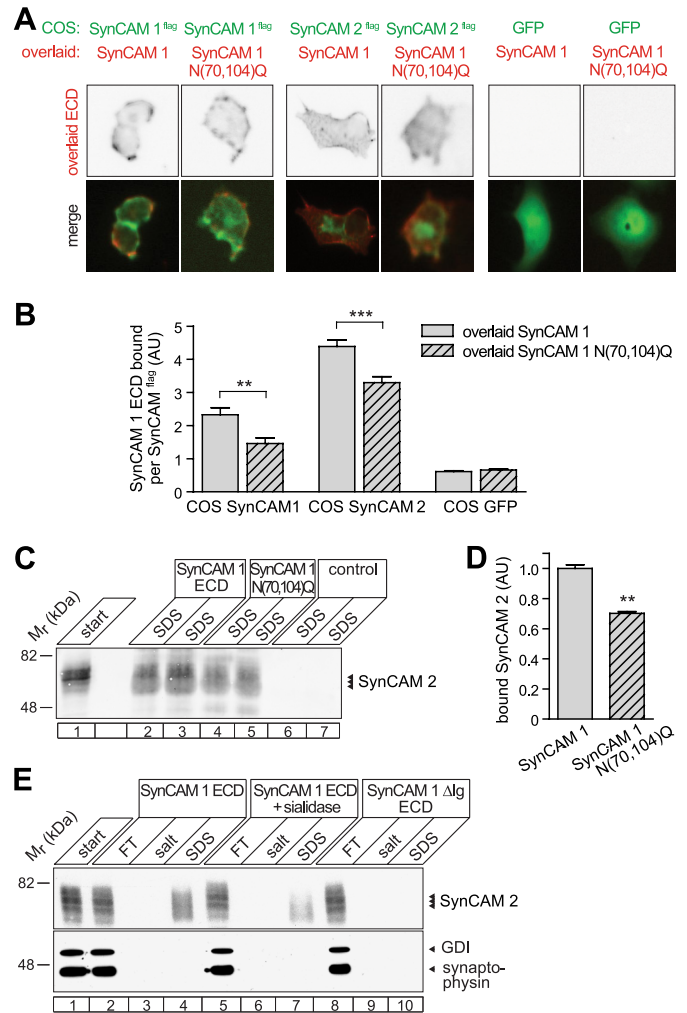 A
COS: SynCAM 1 flag SynCAM 1 flag SynCAM 2 flag SynCAM 2 flag GFP GFP
overlaid: SynCAM 1 SynCAM 1 N(70,104)Q SynCAM 1 SynCAM 1 N(70,104)Q SynCAM 1 SynCAM 1 N(70,104)Q
overlaid ECD
merge
B
SynCAM 1 ECD bound
per SynCAM flag (AU)
5
4
3
2
1
0
** 
***
overlaid SynCAM 1
overlaid SynCAM 1 N(70,104)Q
COS SynCAM1 COS SynCAM 2 COS GFP
C
Mr (kDa)
start
SynCAM 1 ECD
SynCAM 1 N(70,104)Q
control
SDS SDS SDS SDS SDS SDS
82
48
SynCAM 2
1 2 3 4 5 6 7
D
bound SynCAM 2 (AU)
1.0
0.8
0.6
0.4
0.2
0
**
SynCAM 1
SynCAM 1
N(70,104)Q
E
Mr (kDa)
start
SynCAM 1 ECD
SynCAM 1 ECD
+ sialidase
SynCAM 1 ΔIg
ECD
FT salt SDS FT salt SDS FT salt SDS
82
48
SynCAM 2
GDI
synapto-
physin
1 2 3 4 5 6 7 8 9 10